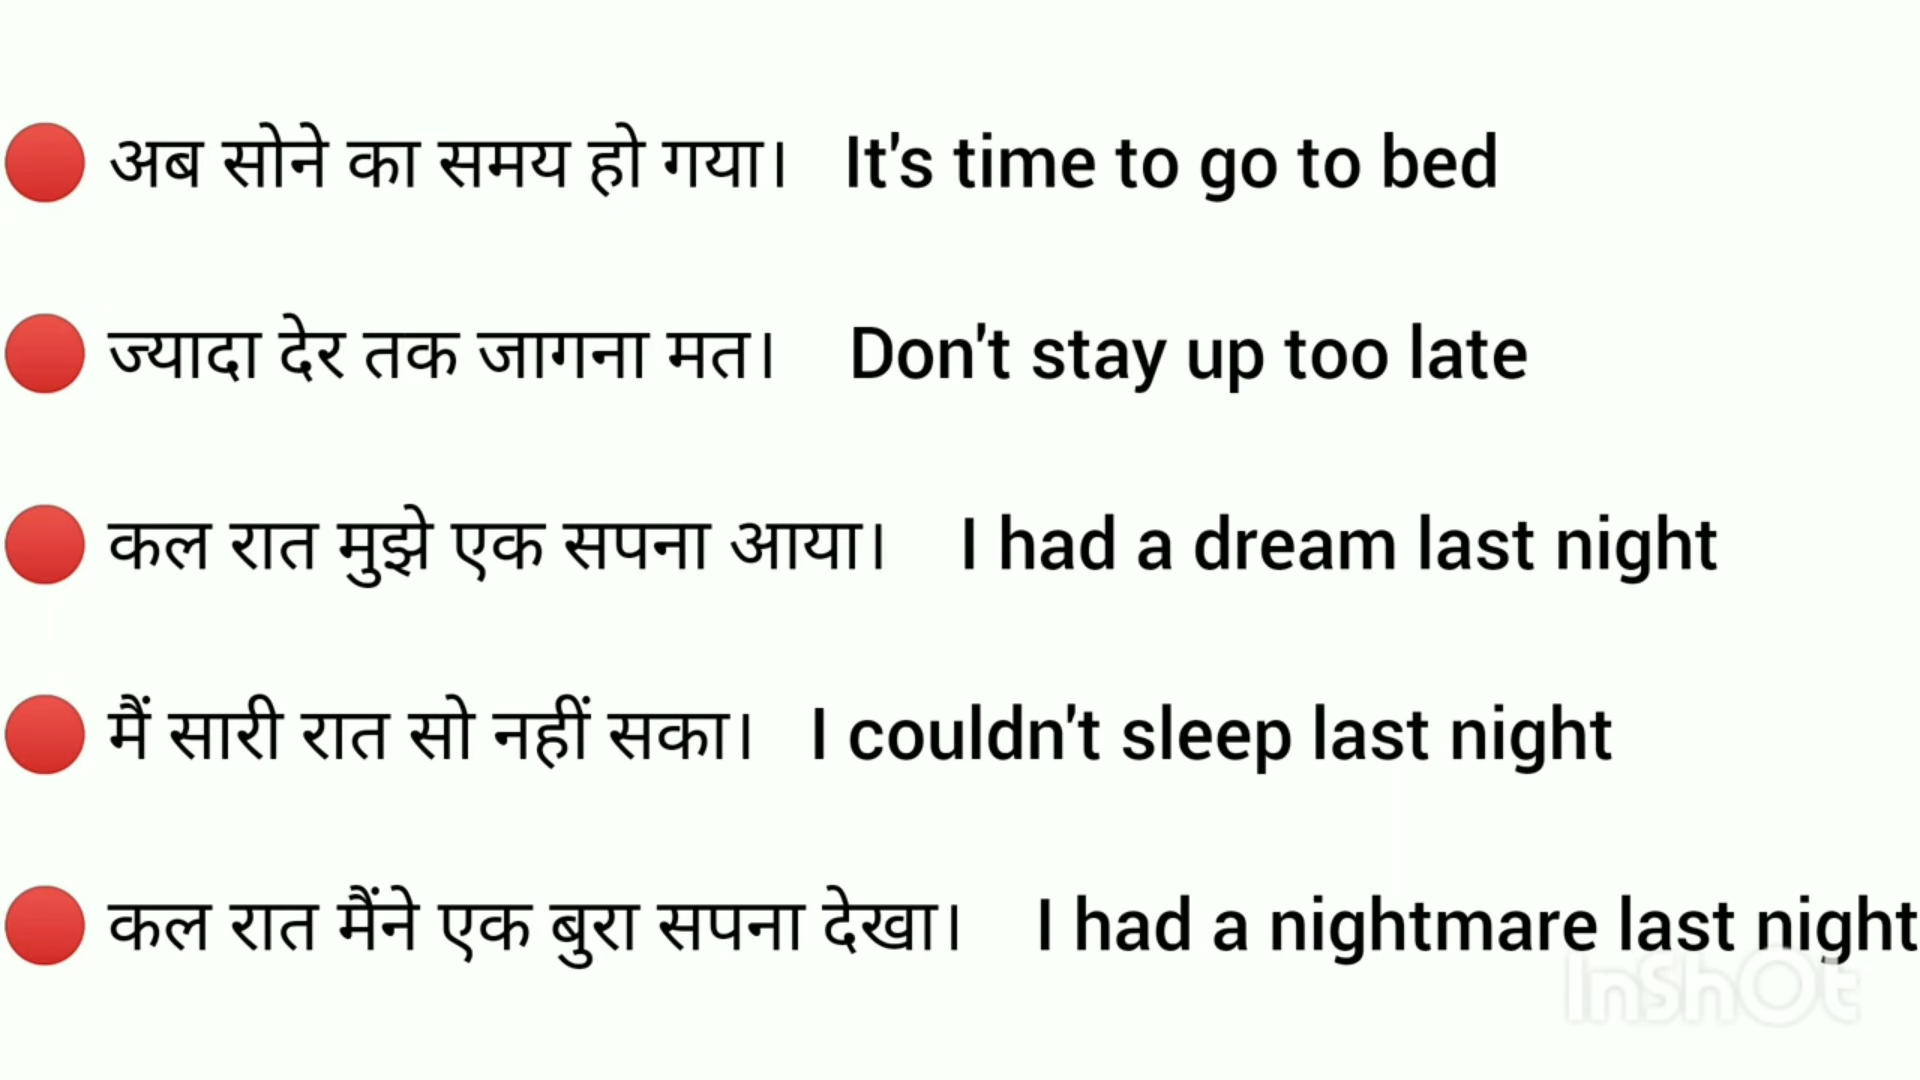 अब सोने का समय हो गया। It's time to go to bed
ज्यादा देर तक जागना मत। Don't stay up too late
कल रात मुझे एक सपना आया। I had a dream last night
मैं सारी रात सो नहीं सका। I couldn't sleep last night
कल रात मैंने एक बुरा सपना देखा। I had a nightmare last night
InShOt